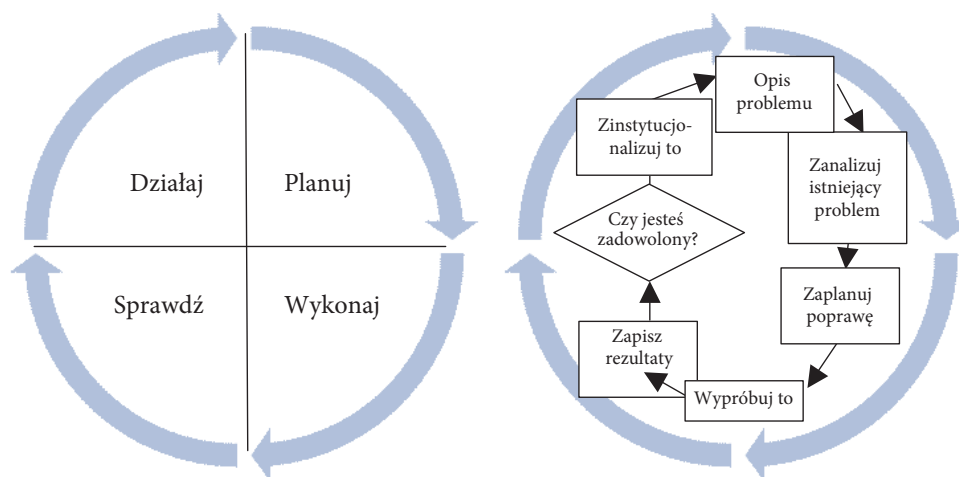 Działaj
Planuj
Sprawdź
Wykonaj
Opis
problemu
Zanalizuj
istniejący
problem
Zaplanuj
poprawę
Wypróbuj to
Zapisz
rezultaty
Czy jesteś
zadowolony?
Zinstytucjo-
nalizuj to